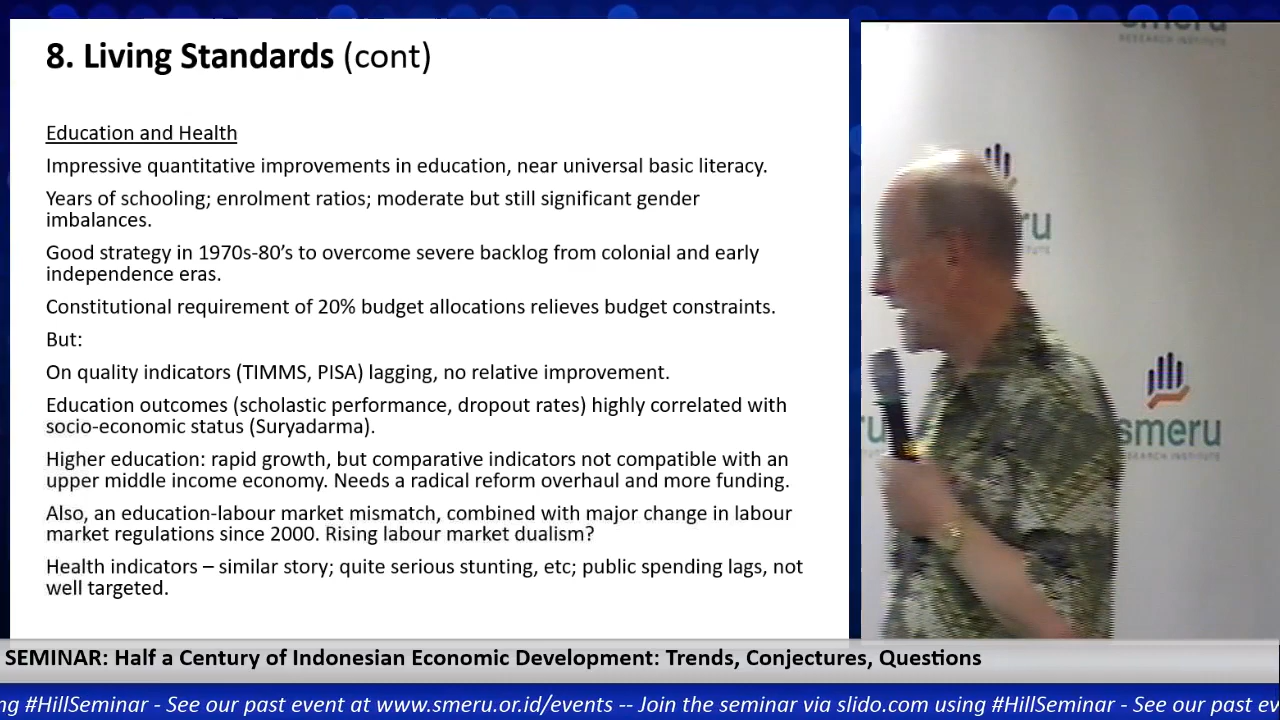 8. Living Standards (cont)
Education and Health
Impressive quantitative improvements in education, near universal basic literacy.
Years of schooling; enrolment ratios; moderate but still significant gender
imbalances.
Good strategy in 1970s-80's to overcome severe backlog from colonial and early
independence eras.
Constitutional requirement of 20% budget allocations relieves budget constraints.
But:
On quality indicators (TIMMS, PISA) lagging, no relative improvement.
Education outcomes (scholastic performance, dropout rates) highly correlated with
socio-economic status (Suryadarma).
Higher education: rapid growth, but comparative indicators not compatible with an
upper middle income economy. Needs a radical reform overhaul and more funding.
Also, an education-labour market mismatch, combined with major change in labour
market regulations since 2000. Rising labour market dualism?
Health indicators – similar story; quite serious stunting, etc; public spending lags, not
well targeted.
smeru
RESEARCH INSTITUTE
ru
smeru
RESEARCH INSTITUTE
SEMINAR: Half a Century of Indonesian Economic Development: Trends, Conjectures, Questions
ng #HillSeminar - See our past event at www.smeru.or.id/events -- Join the seminar via slido.com using #HillSeminar - See our past ev